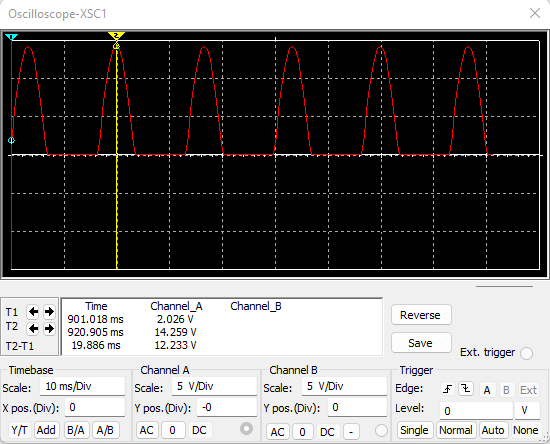 Oscilloscope-XSC1
1 2
Time Channel_A Channel_B
T1 901.018 ms 2.026 V
T2 920.905 ms 14.259 V
T2-T1 19.886 ms 12.233 V
Reverse
Save
Ext. trigger
Timebase
Scale: 10 ms/Div
X pos.(Div): 0
Y/T Add B/A A/B
Channel A
Scale: 5 V/Div
Y pos.(Div): -0
AC 0 DC
Channel B
Scale: 5 V/Div
Y pos.(Div): 0
AC 0 DC -
Trigger
Edge: A B Ext
Level: 0 V
Single Normal Auto None